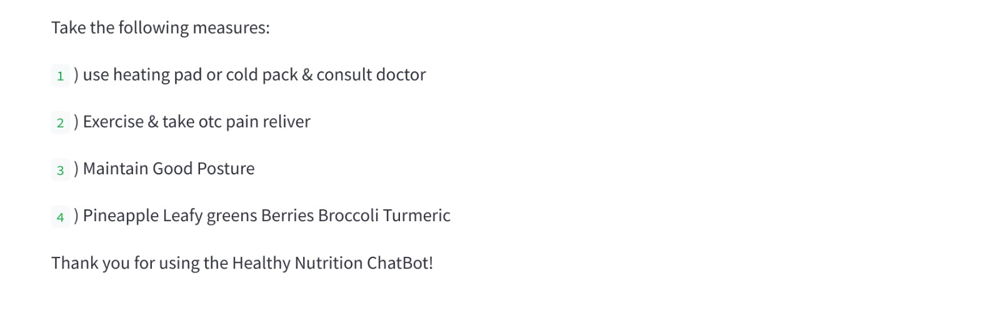 Take the following measures:
1 ) use heating pad or cold pack & consult doctor
2 ) Exercise & take otc pain reliver
3 ) Maintain Good Posture
4 ) Pineapple Leafy greens Berries Broccoli Turmeric
Thank you for using the Healthy Nutrition ChatBot!